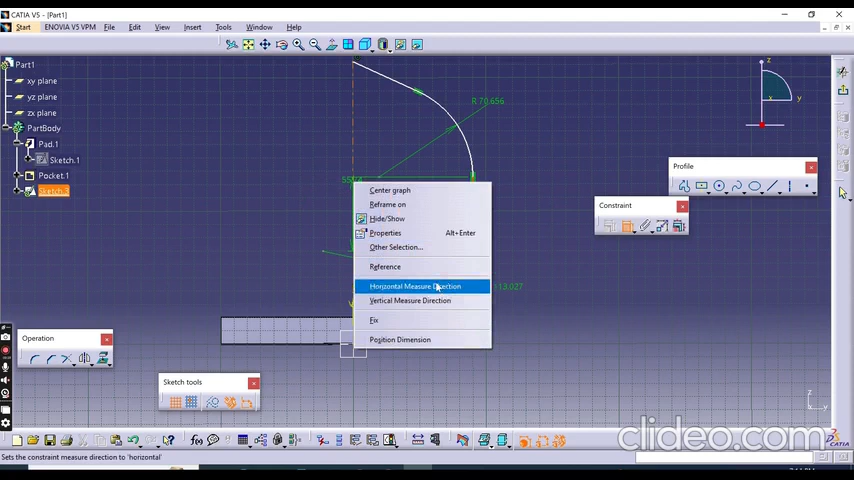 CATIA V5 - [Part1]
Start ENOVIA V5 VPM File Edit View Insert Tools Window Help
Part1
xy plane
yz plane
zx plane
PartBody
Pad.1
Sketch.1
Pocket.1
Sketch.3
R 70.656
z
x
y
Profile
Constraint
Center graph
Reframe on
Hide/Show
Properties Alt+Enter
Other Selection...
Reference
Horizontal Measure Direction
Vertical Measure Direction
Fix
Position Dimension
13.027
Operation
Sketch tools
z
y
clideo.com
Sets the constraint measure direction to 'horizontal'